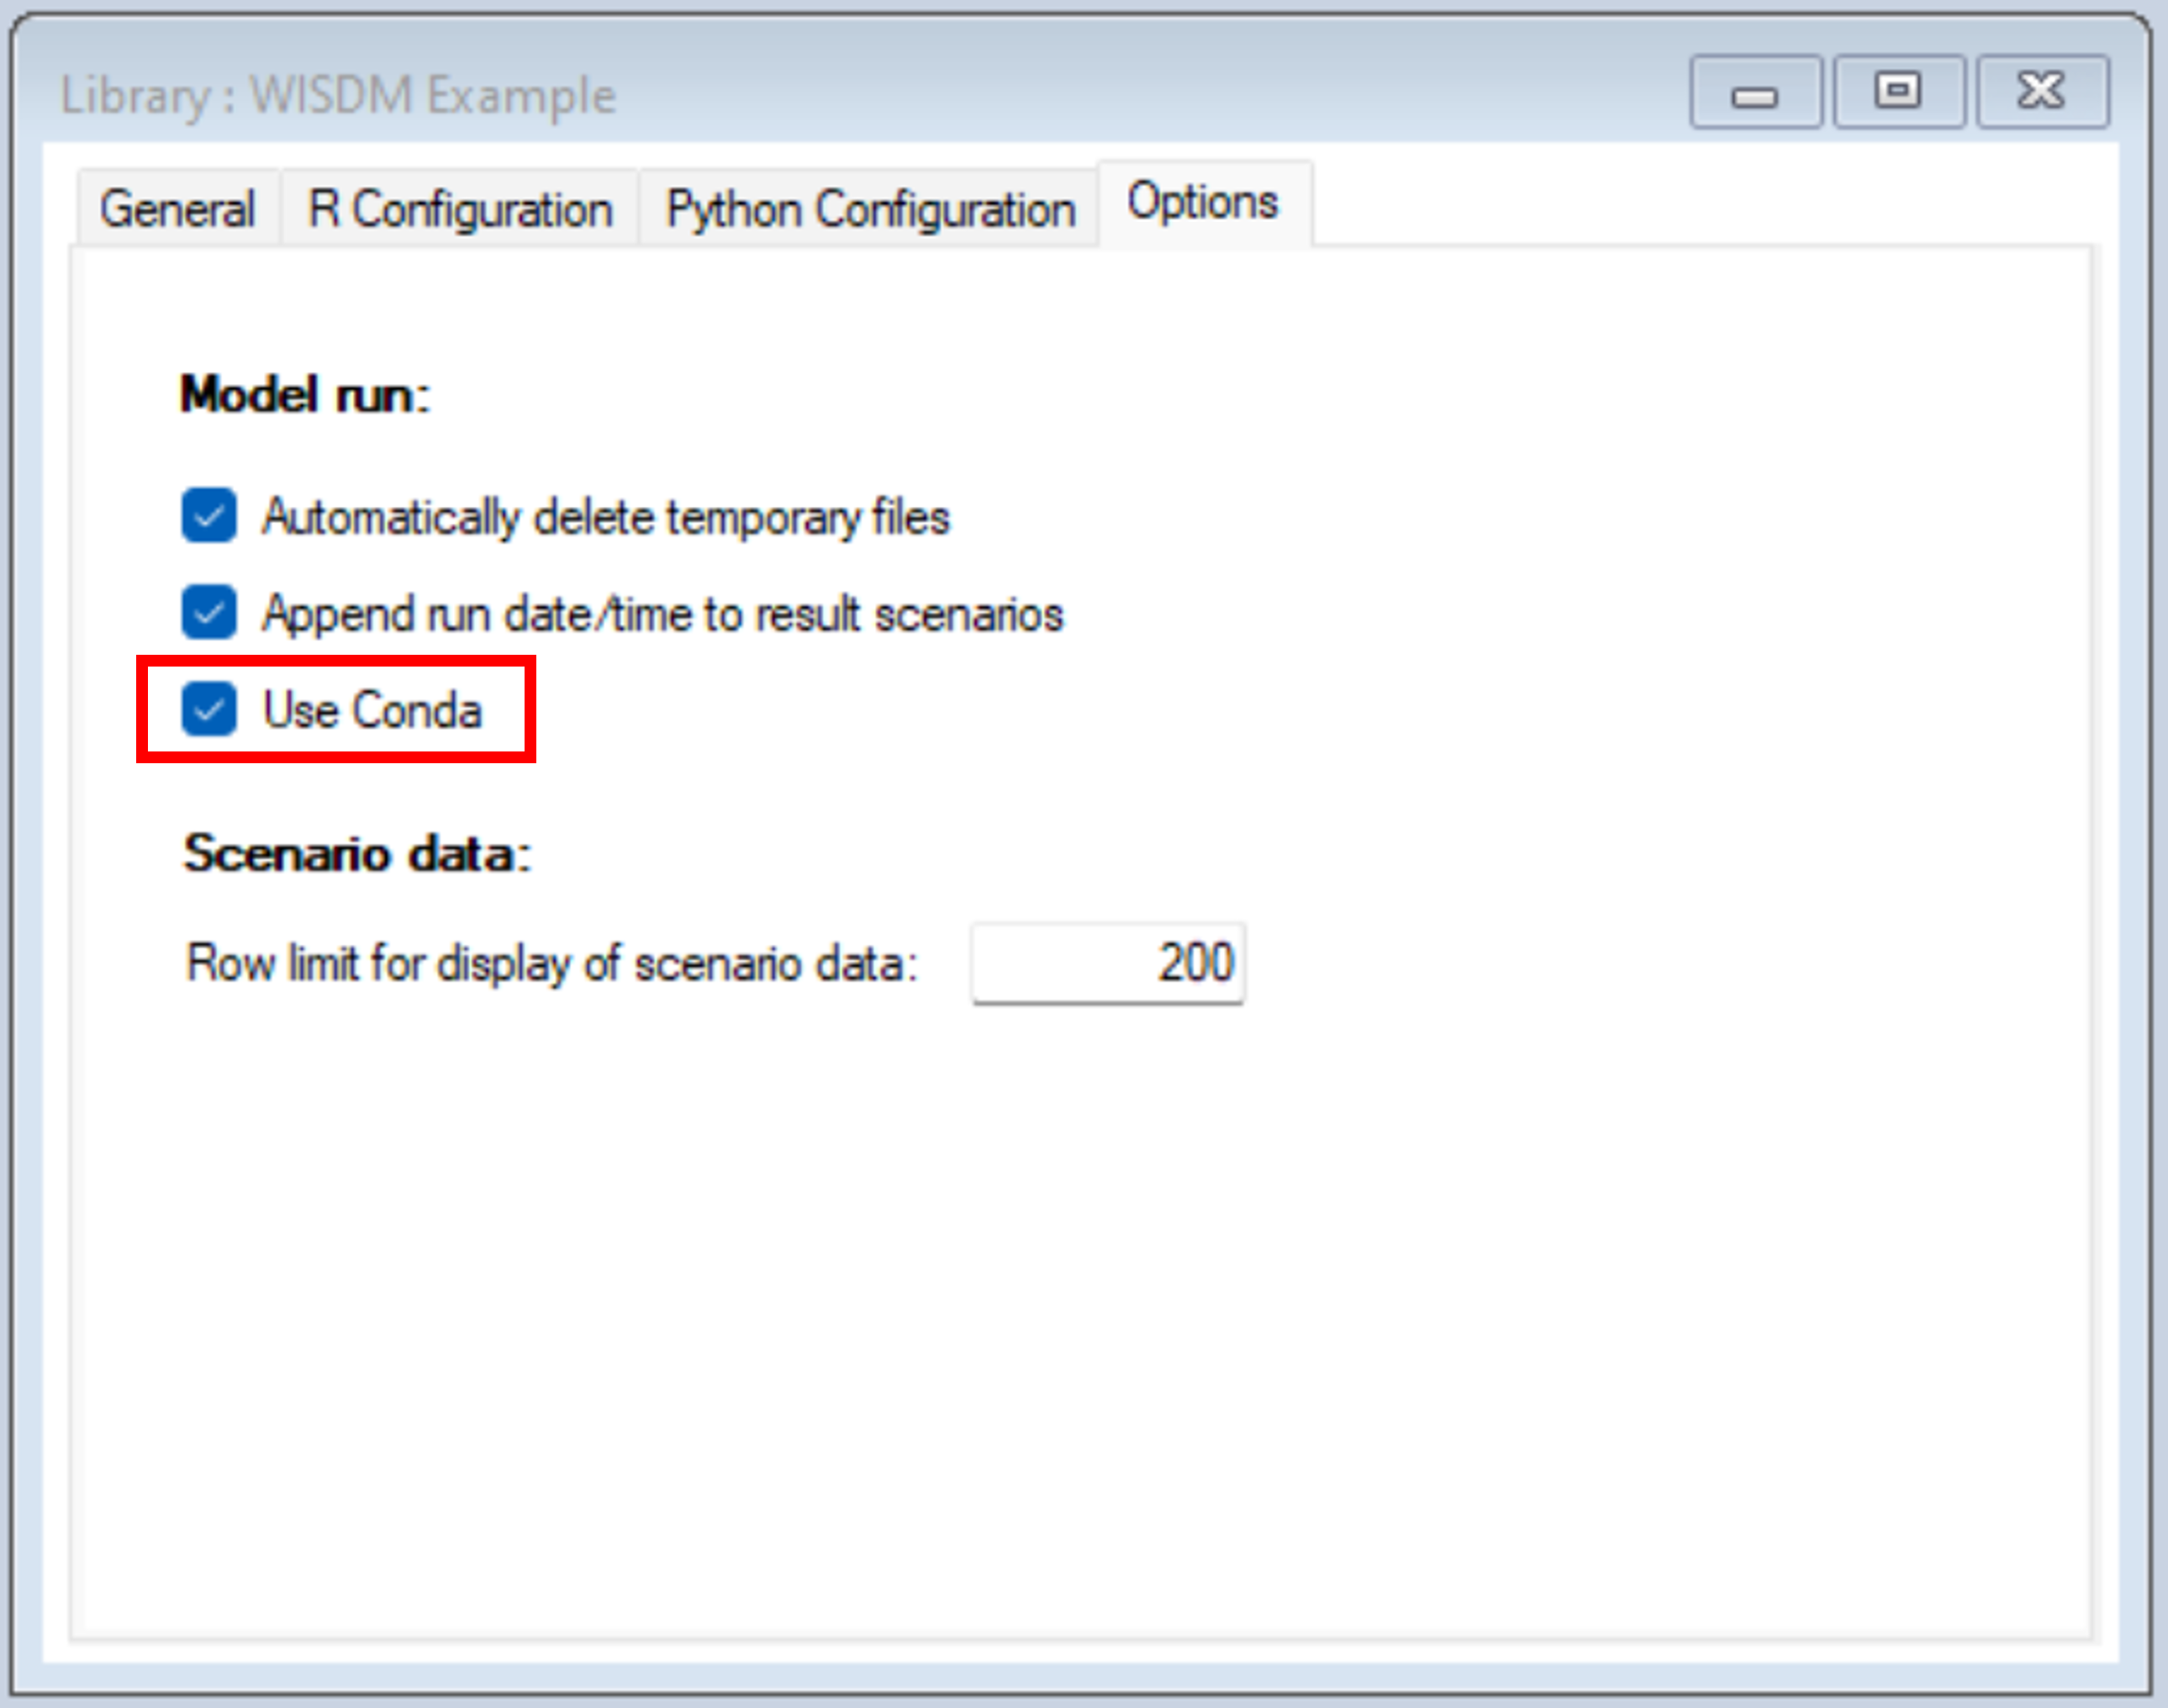 Library : WISDM Example
General R Configuration Python Configuration Options
Model run:
Automatically delete temporary files
Append run date/time to result scenarios
Use Conda
Scenario data:
Row limit for display of scenario data: 200